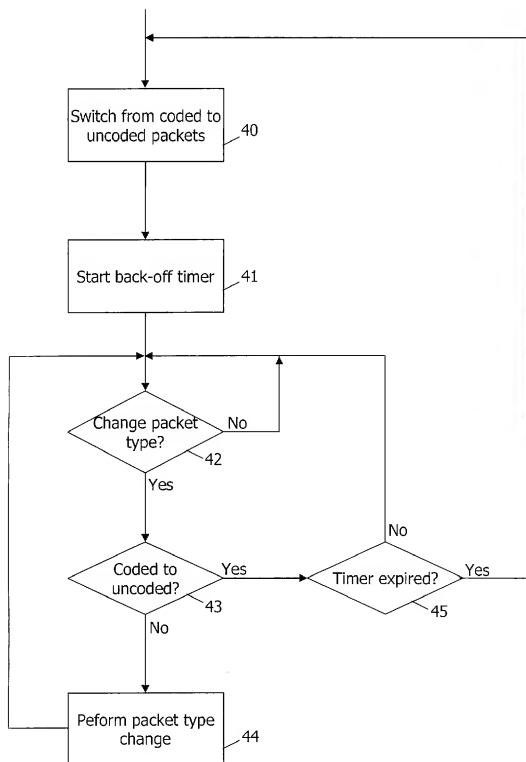 Switch from coded to
uncoded packets
40
Start back-off timer
41
Change packet
type?
No
42
Yes
No
Coded to
uncoded?
Yes
Timer expired?
Yes
43
45
No
Peform packet type
change
44